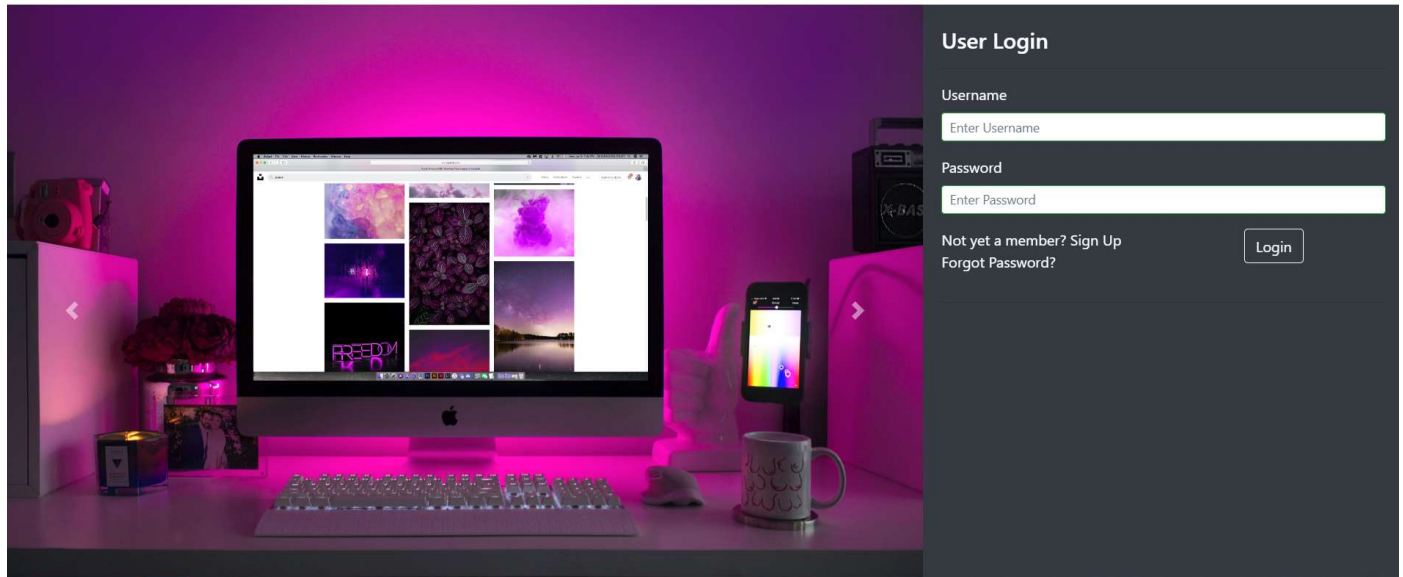 User Login
Username
Enter Username
Password
Enter Password
Not yet a member? Sign Up
Forgot Password?
Login
FREEDOM